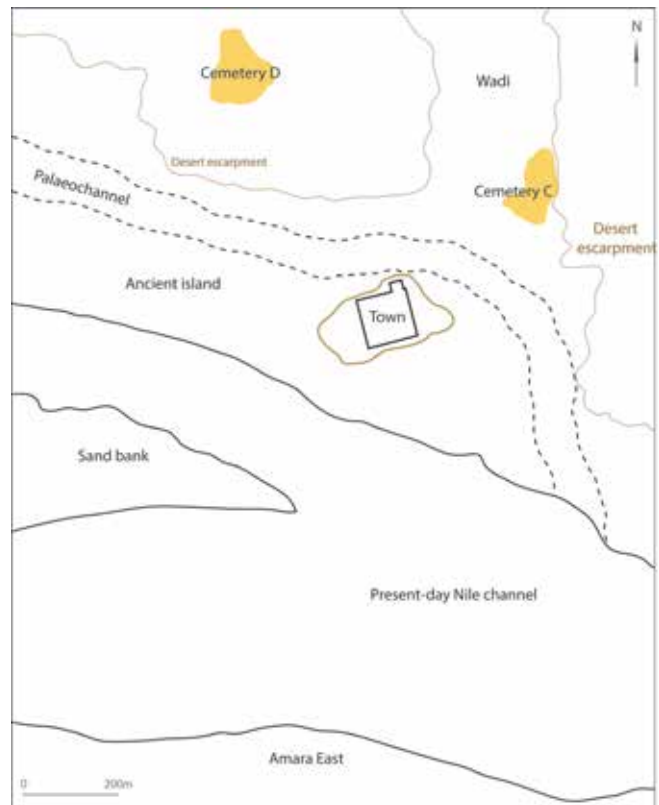 N
Cemetery D
Wadi
Desert escarpment
Palaeochannel
Cemetery C
Desert
escarpment
Ancient island
Town
Sand bank
Present-day Nile channel
Amara East
0 200m